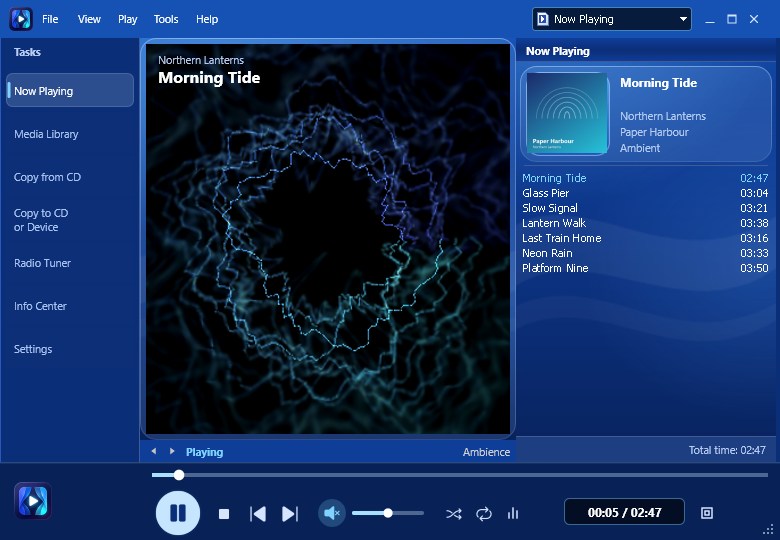 File View Play Tools Help
Now Playing
Tasks
Now Playing
Media Library
Copy from CD
Copy to CD
or Device
Radio Tuner
Info Center
Settings
Northern Lanterns
Morning Tide
Playing
Ambience
Now Playing
Paper Harbour
Northern Lanterns
Morning Tide
Northern Lanterns
Paper Harbour
Ambient
Morning Tide 02:47
Glass Pier 03:04
Slow Signal 03:21
Lantern Walk 03:38
Last Train Home 03:16
Neon Rain 03:33
Platform Nine 03:50
Total time: 02:47
00:05 / 02:47